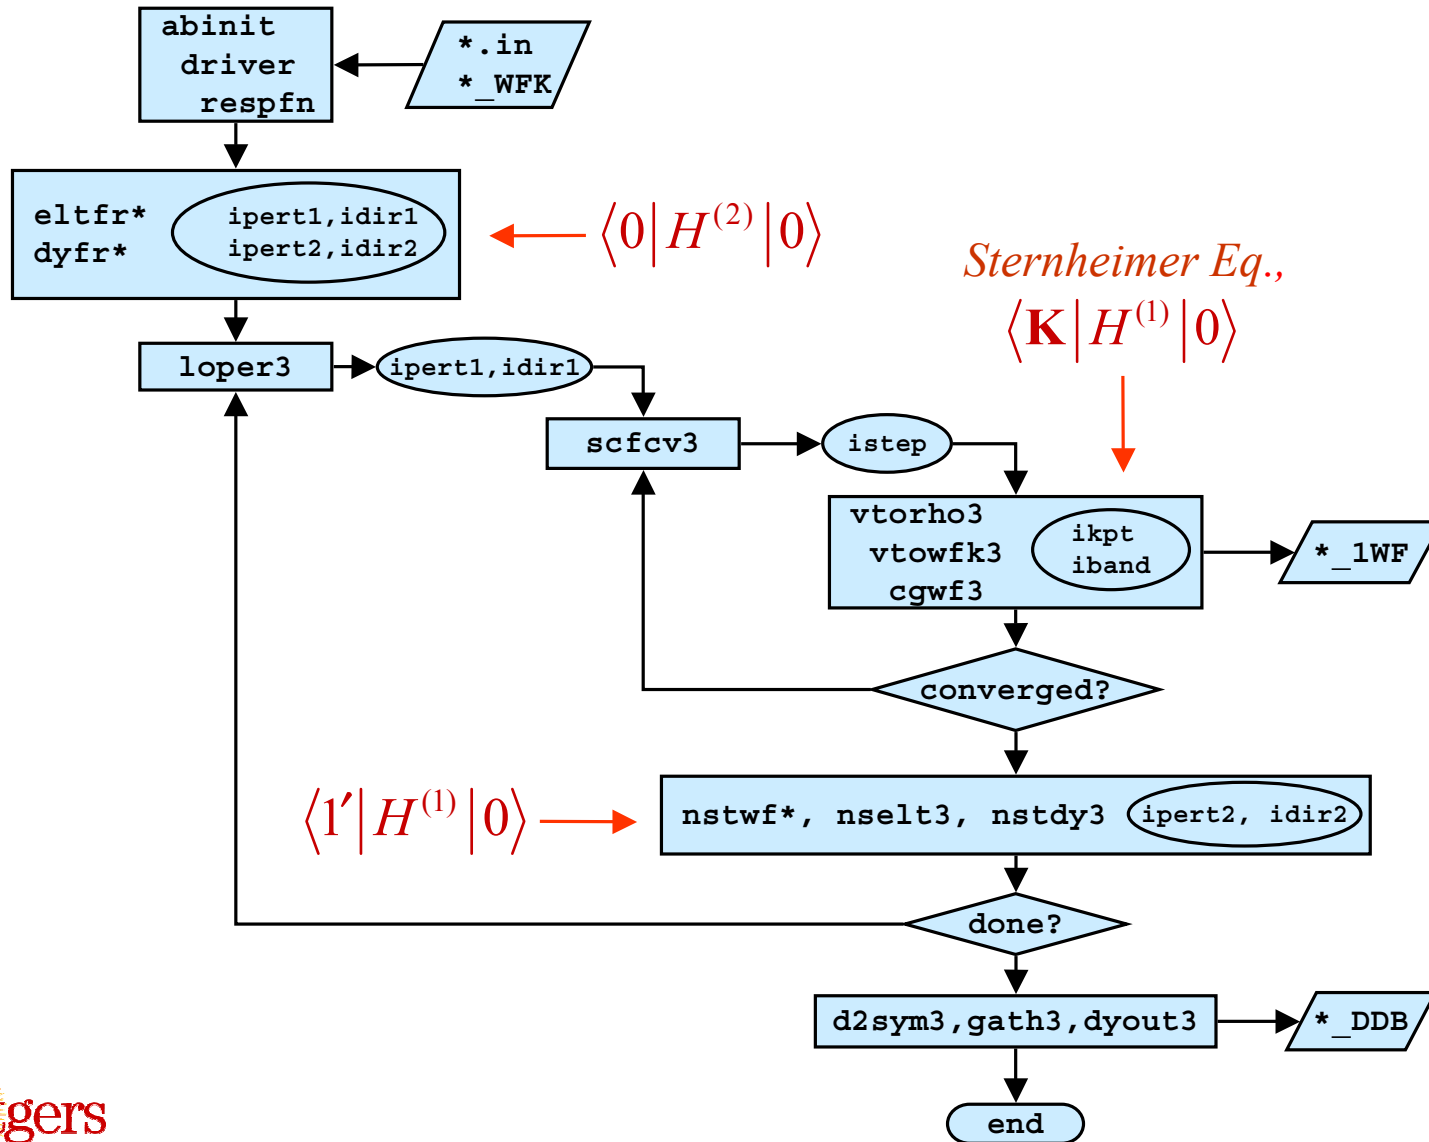 abinit
driver
respfn
*.in
*_WFK
eltfr*
dyfr*
ipert1,idir1
ipert2,idir2
⟨0|H⁽²⁾|0⟩
Sternheimer Eq.,
⟨K|H⁽¹⁾|0⟩
loper3
ipert1,idir1
scfcv3
istep
vtorho3
vtowfk3
cgwf3
ikpt
iband
*_1WF
converged?
⟨1′|H⁽¹⁾|0⟩
nstwf*, nselt3, nstdy3
ipert2, idir2
done?
d2sym3,gath3,dyout3
*_DDB
end